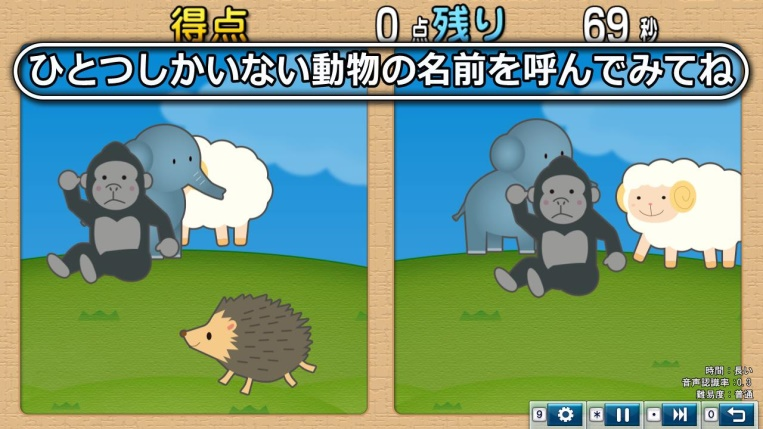 得点 0点 残り 69秒
ひとつしかいない動物の名前を呼んでみてね
時間：長い
音声認識率：0.3
難易度：普通
9 * ・ 0